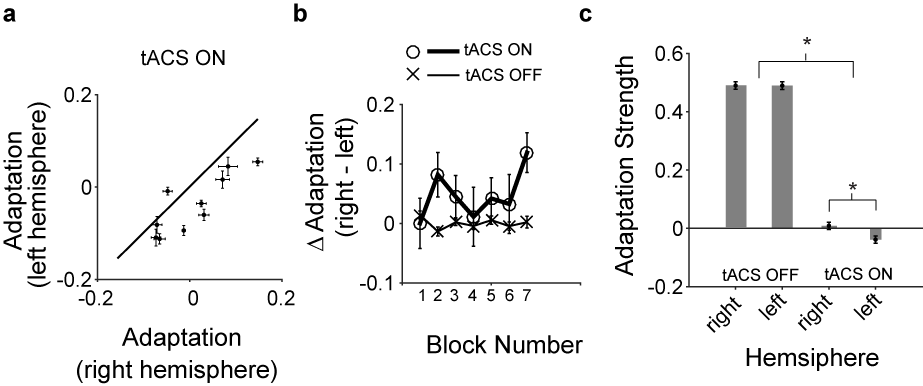 a
tACS ON
Adaptation
(left hemisphere)
0.2
0
-0.2
-0.2
0
0.2
Adaptation
(right hemisphere)
b
tACS ON
tACS OFF
Δ Adaptation
(right - left)
0.2
0.1
0
-0.1
1 2 3 4 5 6 7
Block Number
c
*
*
Adaptation Strength
0.6
0.4
0.2
0
-0.2
tACS OFF tACS ON
right left right left
Hemsiphere